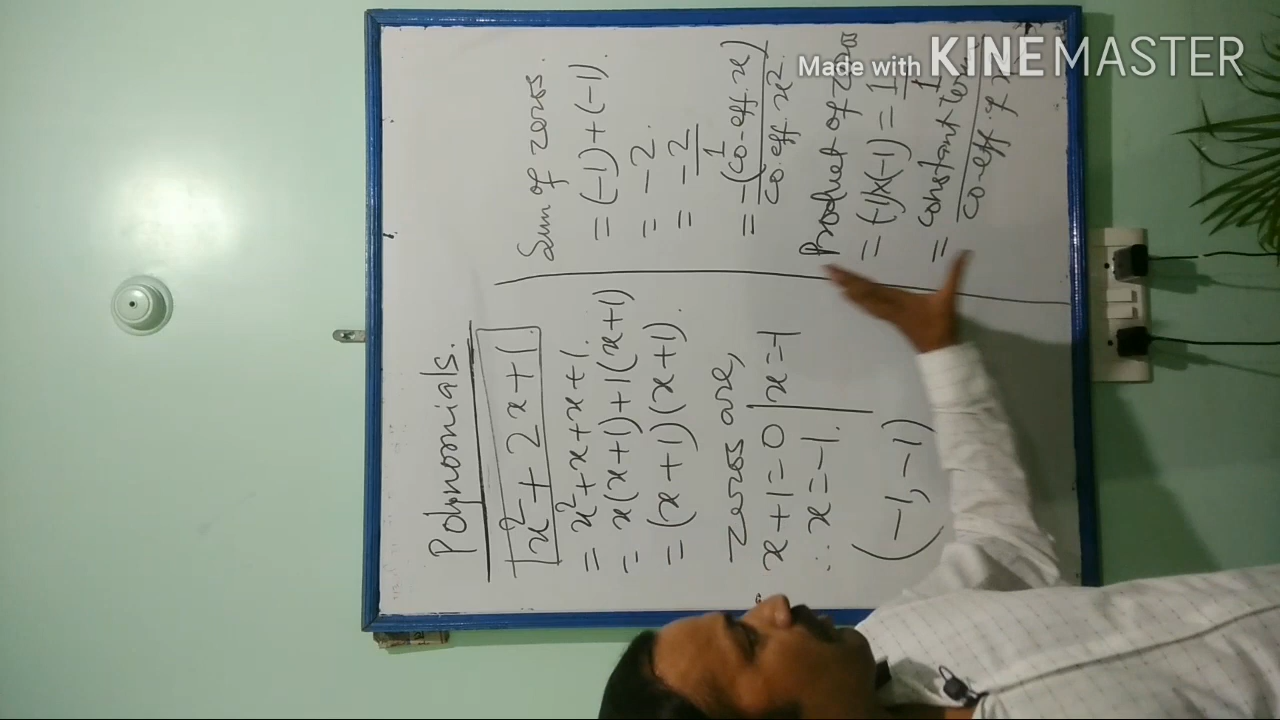 Polynomials.
x²+2x+1
= x²+x+x+1.
= x(x+1)+1(x+1)
= (x+1)(x+1).
zeros are,
x+1=0 | x=-1
∴ x=-1.
(-1,-1)
Sum of zeros.
= (-1)+(-1).
= -2.
= -2
1
= -(co-eff. x)
co.eff. x2.
Product of zeros
= (-1)x(-1) = 1
1
= constant term
co-eff. of x
Made with KINEMASTER